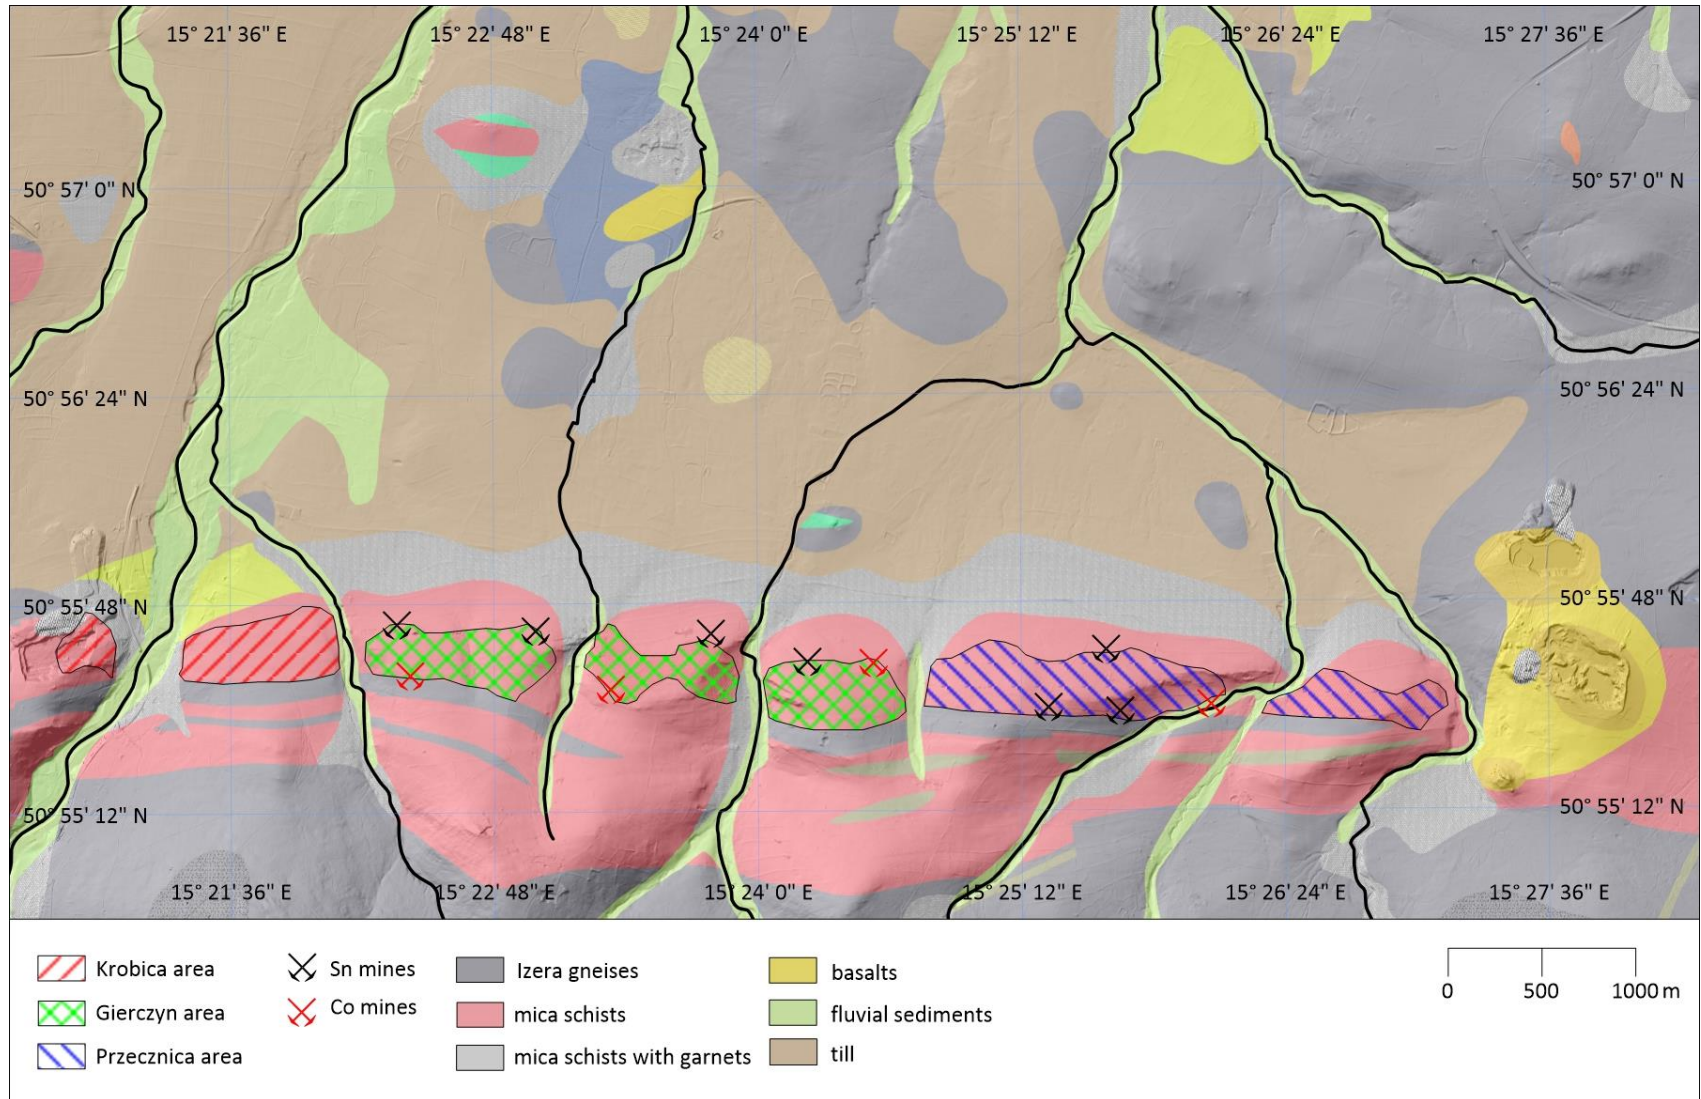 15° 21' 36" E 15° 22' 48" E 15° 24' 0" E 15° 25' 12" E 15° 26' 24" E 15° 27' 36" E
50° 57' 0" N 50° 57' 0" N
50° 56' 24" N 50° 56' 24" N
50° 55' 48" N 50° 55' 48" N
50° 55' 12" N 50° 55' 12" N
15° 21' 36" E 15° 22' 48" E 15° 24' 0" E 15° 25' 12" E 15° 26' 24" E 15° 27' 36" E
Krobica area Sn mines Izera gneises basalts
Gierczyn area Co mines mica schists fluvial sediments
Przecznica area mica schists with garnets till
0 500 1000 m